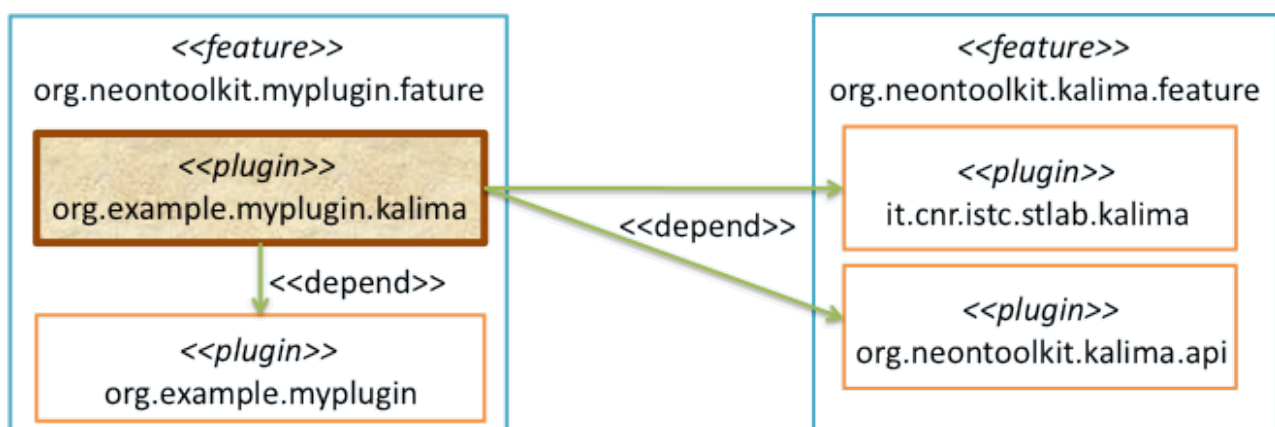 <<feature>>
org.neontoolkit.myplugin.fature
<<plugin>>
org.example.myplugin.kalima
<<depend>>
<<plugin>>
org.example.myplugin
<<depend>>
<<feature>>
org.neontoolkit.kalima.feature
<<plugin>>
it.cnr.istc.stlab.kalima
<<plugin>>
org.neontoolkit.kalima.api